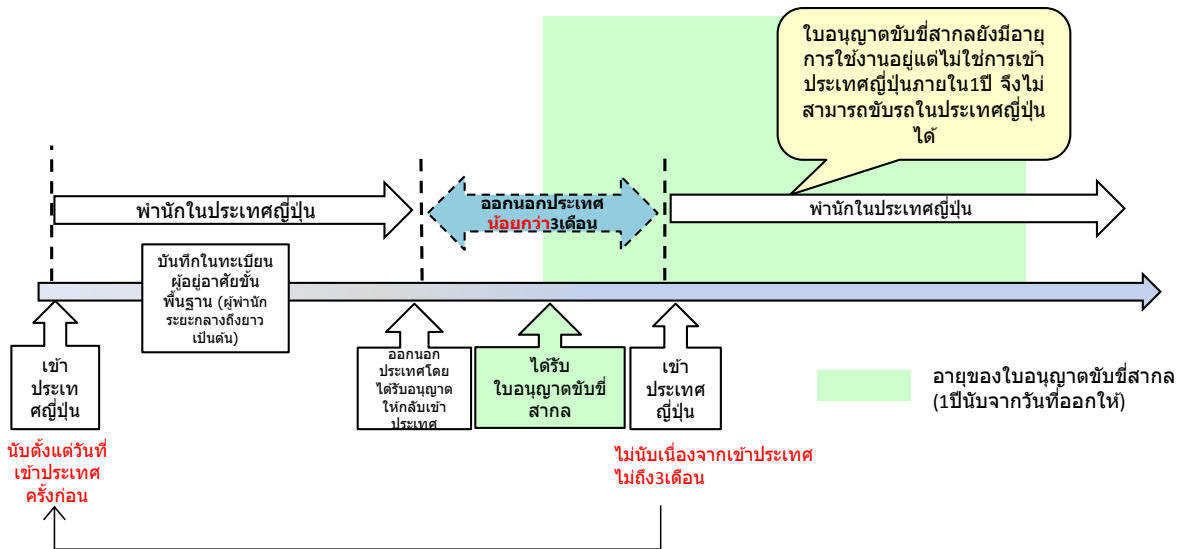 ใบอนุญาตขับขี่สากลยังมีอายุ
การใช้งานอยู่แต่ไม่ใช่การเข้า
ประเทศญี่ปุ่นภายใน1ปี จึงไม่
สามารถขับรถในประเทศญี่ปุ่น
ได้
พำนักในประเทศญี่ปุ่น
ออกนอกประเทศ
น้อยกว่า3เดือน
พำนักในประเทศญี่ปุ่น
บันทึกในทะเบียน
ผู้อยู่อาศัยขั้น
พื้นฐาน (ผู้พำนัก
ระยะกลางถึงยาว
เป็นต้น)
เข้า
ประเท
ศญี่ปุ่น
ออกนอก
ประเทศโดย
ได้รับอนุญาต
ให้กลับเข้า
ประเทศ
ได้รับ
ใบอนุญาตขับขี่
สากล
เข้า
ประเทศ
ญี่ปุ่น
อายุของใบอนุญาตขับขี่สากล
(1ปีนับจากวันที่ออกให้)
นับตั้งแต่วันที่
เข้าประเทศ
ครั้งก่อน
ไม่นับเนื่องจากเข้าประเทศ
ไม่ถึง3เดือน